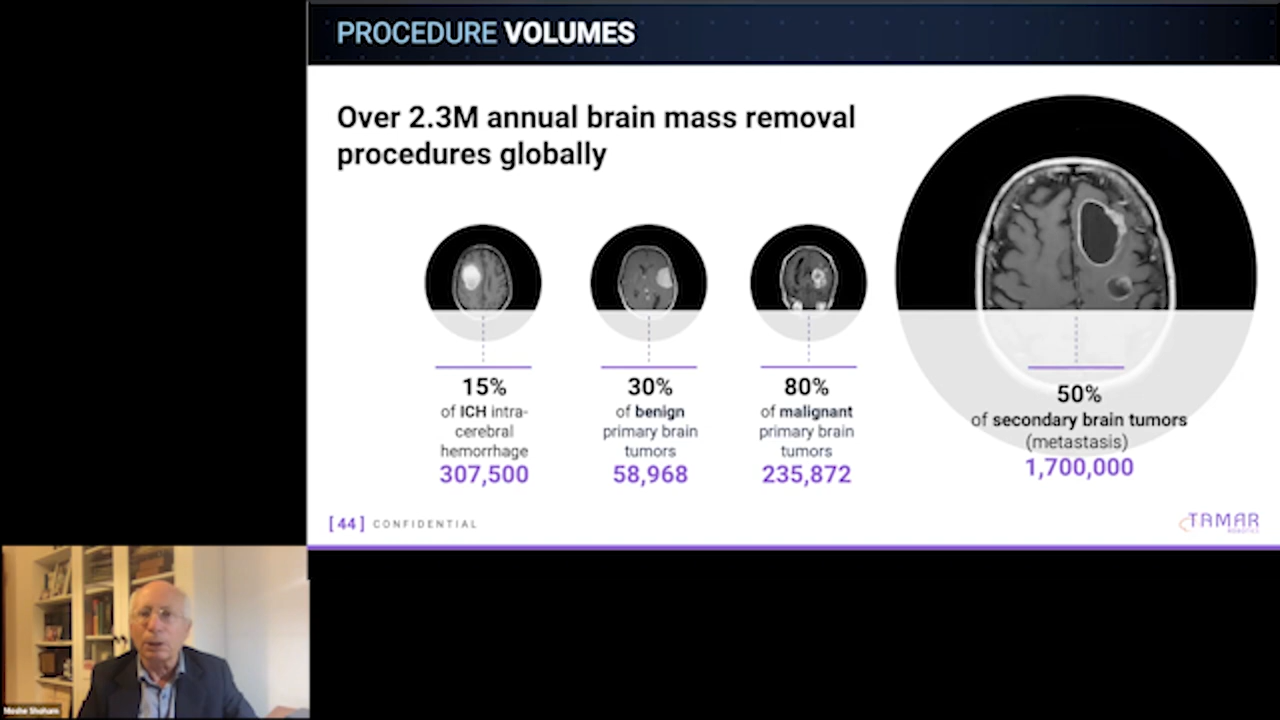 PROCEDURE VOLUMES
Over 2.3M annual brain mass removal
procedures globally
15%
of ICH intra-
cerebral
hemorrhage
307,500
30%
of benign
primary brain
tumors
58,968
80%
of malignant
primary brain
tumors
235,872
50%
of secondary brain tumors
(metastasis)
1,700,000
[44] CONFIDENTIAL
TAMAR
ROBOTICS
Moshe Shoham